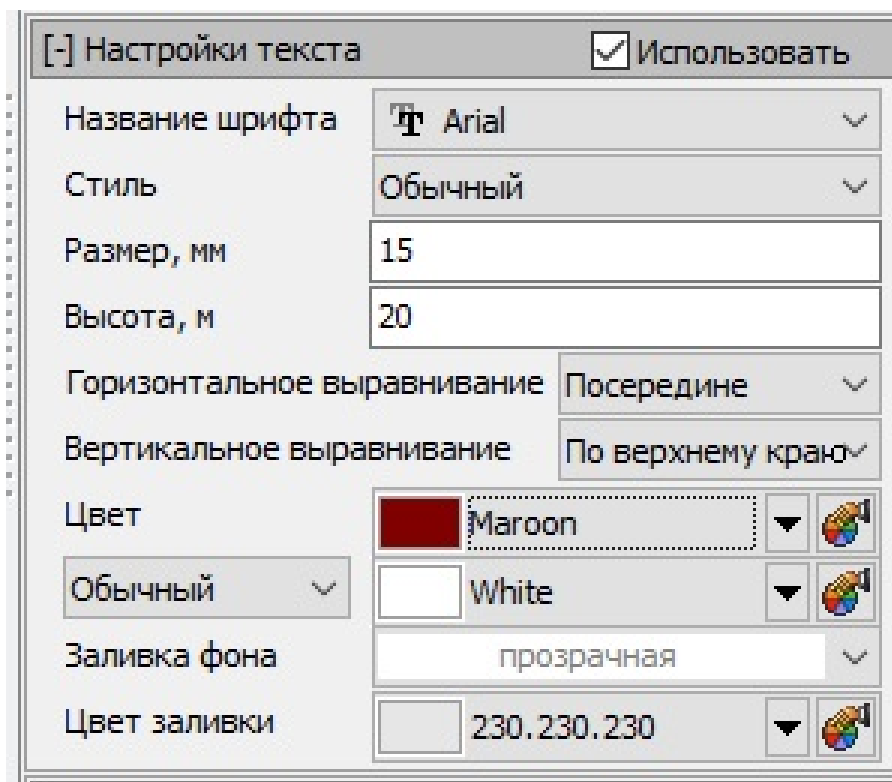 [-] Настройки текста Использовать
Название шрифта Arial
Стиль Обычный
Размер, мм 15
Высота, м 20
Горизонтальное выравнивание Посередине
Вертикальное выравнивание По верхнему краю
Цвет Maroon
Обычный White
Заливка фона прозрачная
Цвет заливки 230.230.230